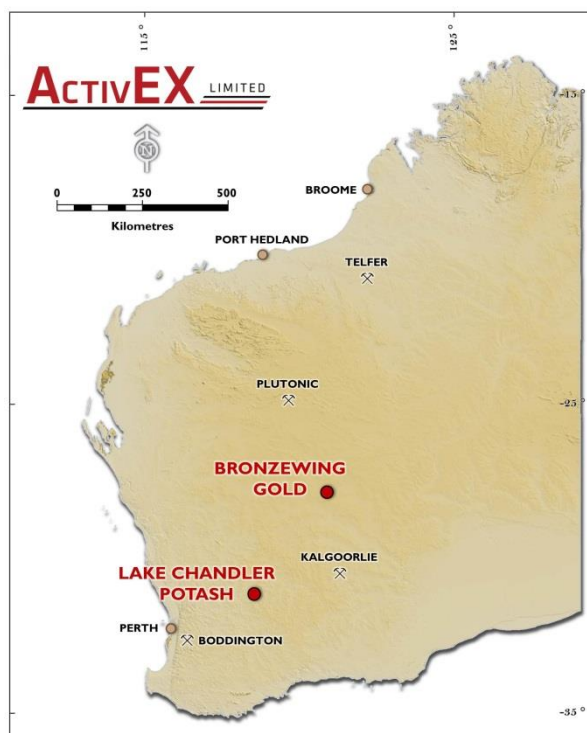 115 °
125 °
ACTIVEX LIMITED
-15 °
N
0 250 500
Kilometres
BROOME
PORT HEDLAND
TELFER
PLUTONIC
-25 °
BRONZEWING
GOLD
KALGOORLIE
LAKE CHANDLER
POTASH
PERTH
BODDINGTON
-35 °